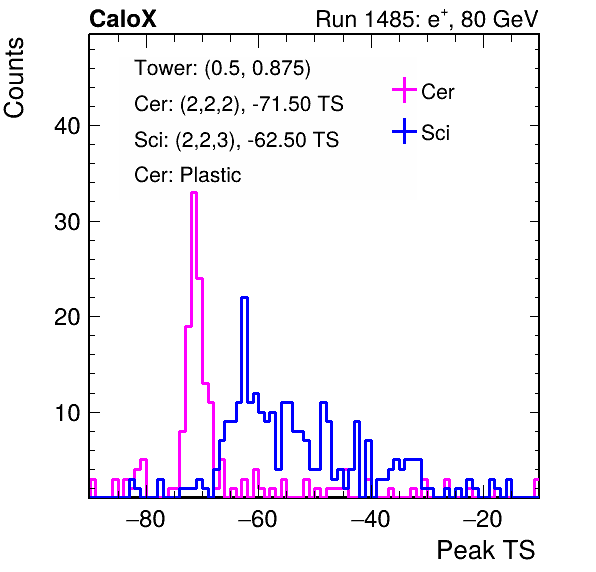 CaloX Run 1485: e⁺, 80 GeV
Counts
Tower: (0.5, 0.875)
Cer: (2,2,2), -71.50 TS
Sci: (2,2,3), -62.50 TS
Cer: Plastic
Cer
Sci
40
30
20
10
−80 −60 −40 −20
Peak TS